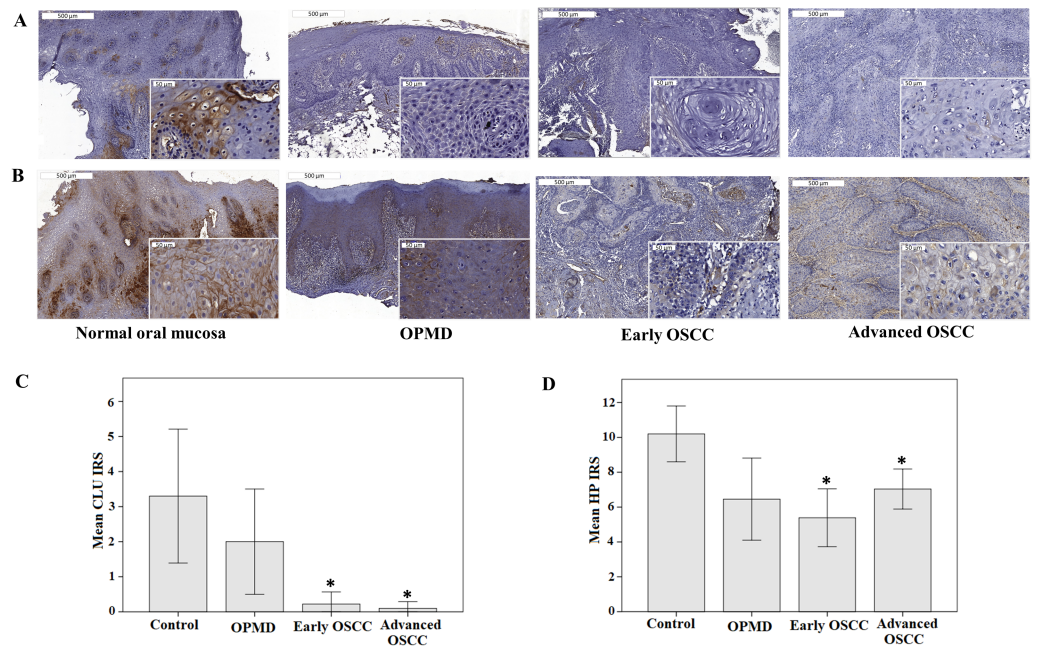 A
500 µm
500 µm
500 µm
500 µm
50 µm
50 µm
50 µm
50 µm
B
500 µm
500 µm
500 µm
500 µm
50 µm
50 µm
50 µm
50 µm
Normal oral mucosa
OPMD
Early OSCC
Advanced OSCC
C
Mean CLU IRS
6
5
4
3
2
1
0
*
*
Control
OPMD
Early OSCC
Advanced
OSCC
D
Mean HP IRS
12
10
8
6
4
2
0
*
*
Control
OPMD
Early OSCC
Advanced
OSCC